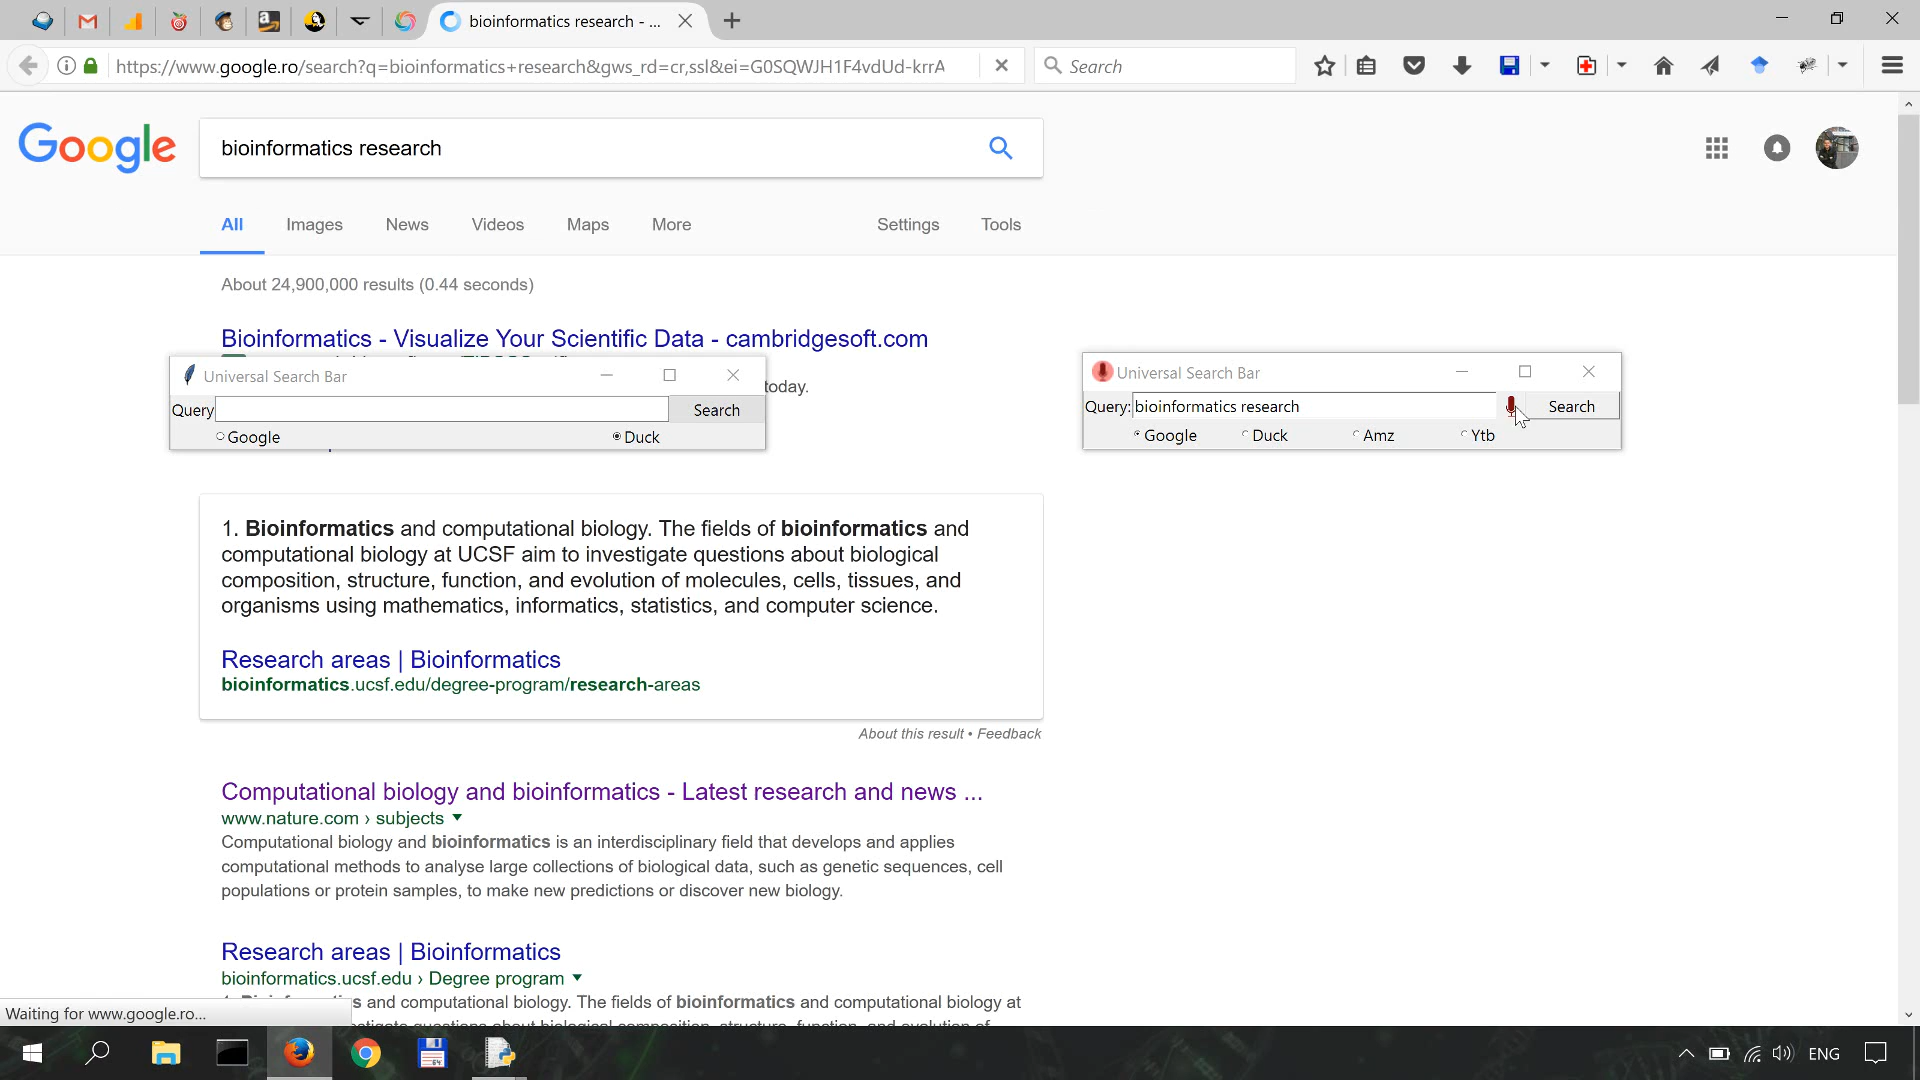 bioinformatics research - ...
https://www.google.ro/search?q=bioinformatics+research&gws_rd=cr,ssl&ei=G0SQWJH1F4vdUd-krrA
Search
Google
bioinformatics research
All Images News Videos Maps More Settings Tools
About 24,900,000 results (0.44 seconds)
Bioinformatics - Visualize Your Scientific Data - cambridgesoft.com
today.
Universal Search Bar
Query Search
Google Duck
Universal Search Bar
Query: bioinformatics research Search
Google Duck Amz Ytb
1. Bioinformatics and computational biology. The fields of bioinformatics and
computational biology at UCSF aim to investigate questions about biological
composition, structure, function, and evolution of molecules, cells, tissues, and
organisms using mathematics, informatics, statistics, and computer science.
Research areas | Bioinformatics
bioinformatics.ucsf.edu/degree-program/research-areas
About this result • Feedback
Computational biology and bioinformatics - Latest research and news ...
www.nature.com › subjects
Computational biology and bioinformatics is an interdisciplinary field that develops and applies
computational methods to analyse large collections of biological data, such as genetic sequences, cell
populations or protein samples, to make new predictions or discover new biology.
Research areas | Bioinformatics
bioinformatics.ucsf.edu › Degree program
and computational biology. The fields of bioinformatics and computational biology at
Waiting for www.google.ro...
64
ENG